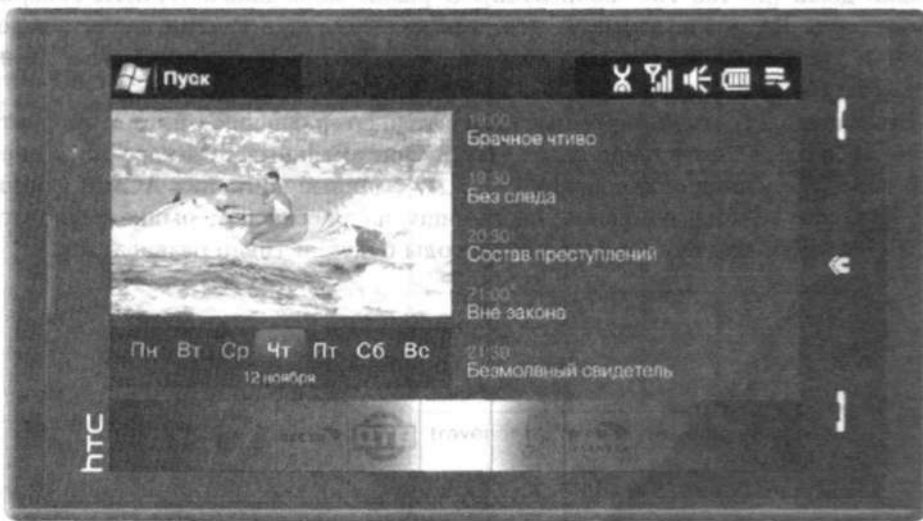 Пуск
19:00
Брачное чтиво
19:30
Без следа
20:30
Состав преступлений
21:00
Вне закона
21:30
Безмолвный свидетель
Пн Вт Ср Чт Пт Сб Вс
12 ноября
htc